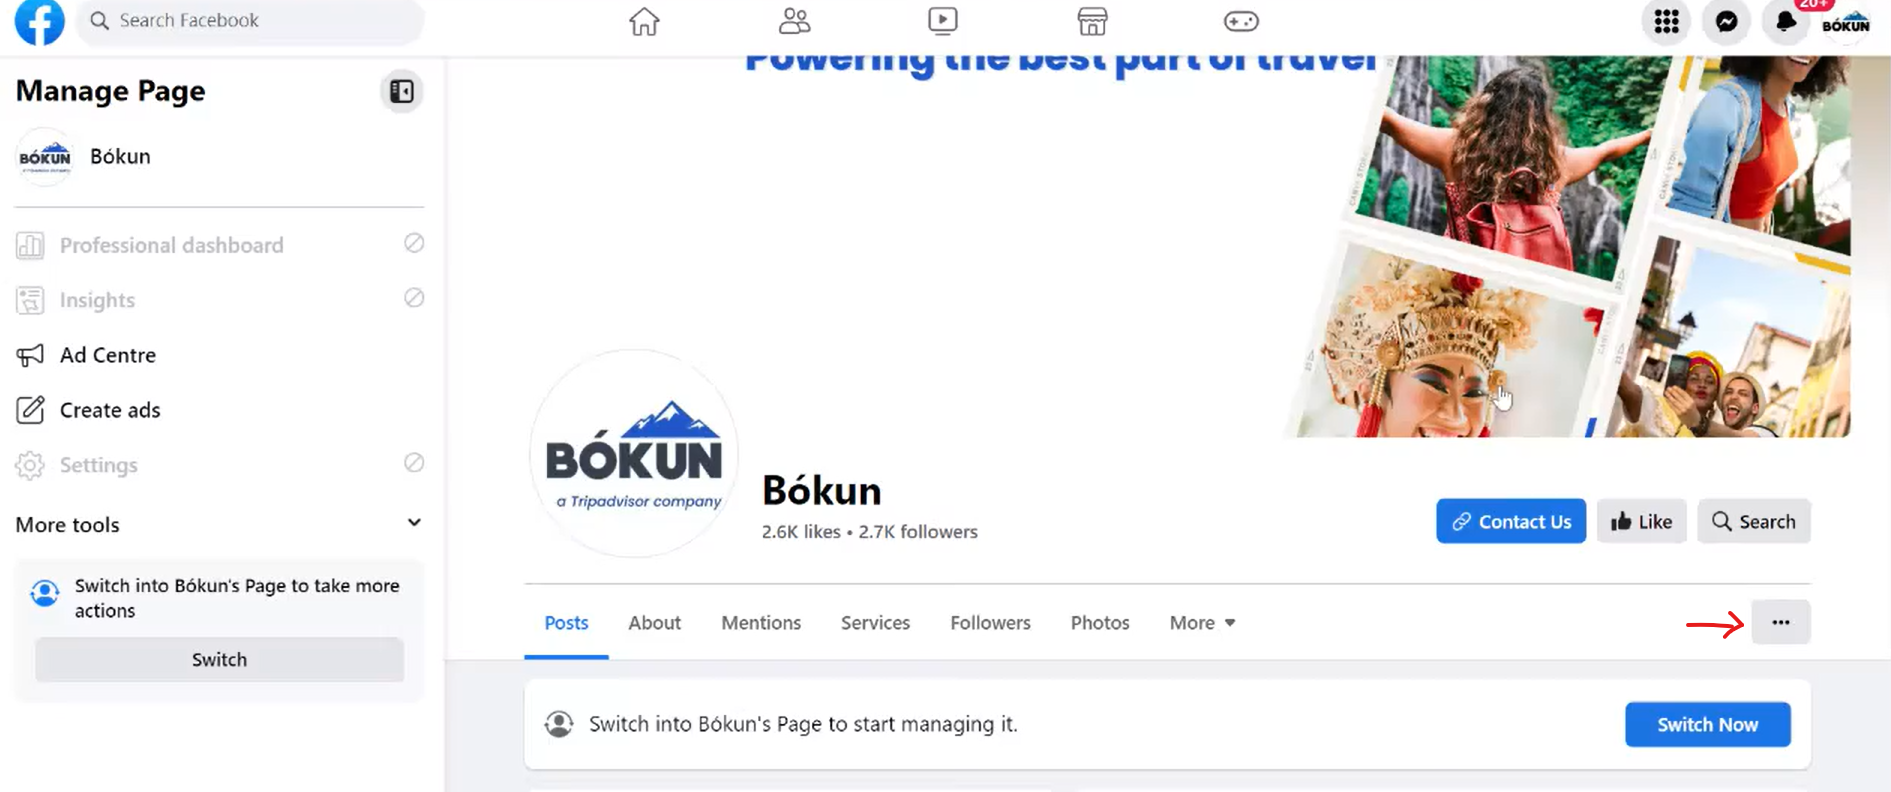 Search Facebook
20+
BÓKUN
Manage Page
BÓKUN
Bókun
Professional dashboard
Insights
Ad Centre
Create ads
Settings
More tools
Switch into Bókun's Page to take more
actions
Switch
Powering the best part of travel
BÓKUN
a Tripadvisor company
Bókun
2.6K likes • 2.7K followers
Contact Us
Like
Search
Posts
About
Mentions
Services
Followers
Photos
More
Switch into Bókun's Page to start managing it.
Switch Now